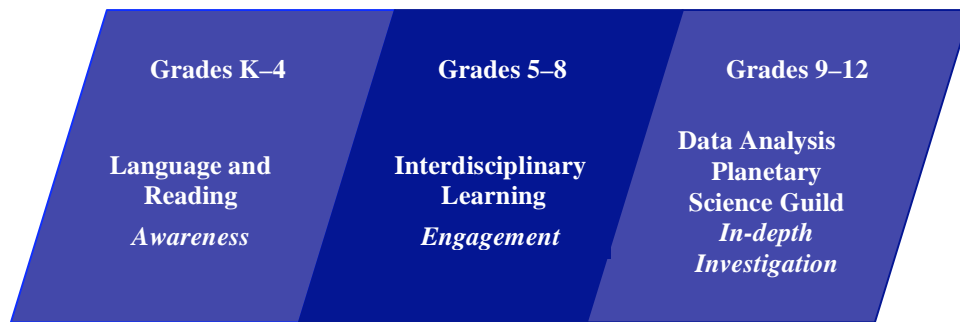 Grades K–4
Language and
Reading
Awareness
Grades 5–8
Interdisciplinary
Learning
Engagement
Grades 9–12
Data Analysis
Planetary
Science Guild
In-depth
Investigation